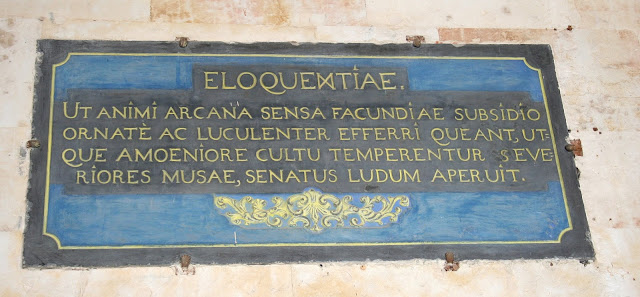 ELOQUENTIAE.
UT ANIMI ARCANA SENSA FACUNDIAE SUBSIDIO
ORNATÈ AC LUCULENTER EFFERRI QUEANT, UT-
QUE AMOENIORE CULTU TEMPERENTUR SEVE
RIORES MUSAE, SENATUS LUDUM APERUIT.